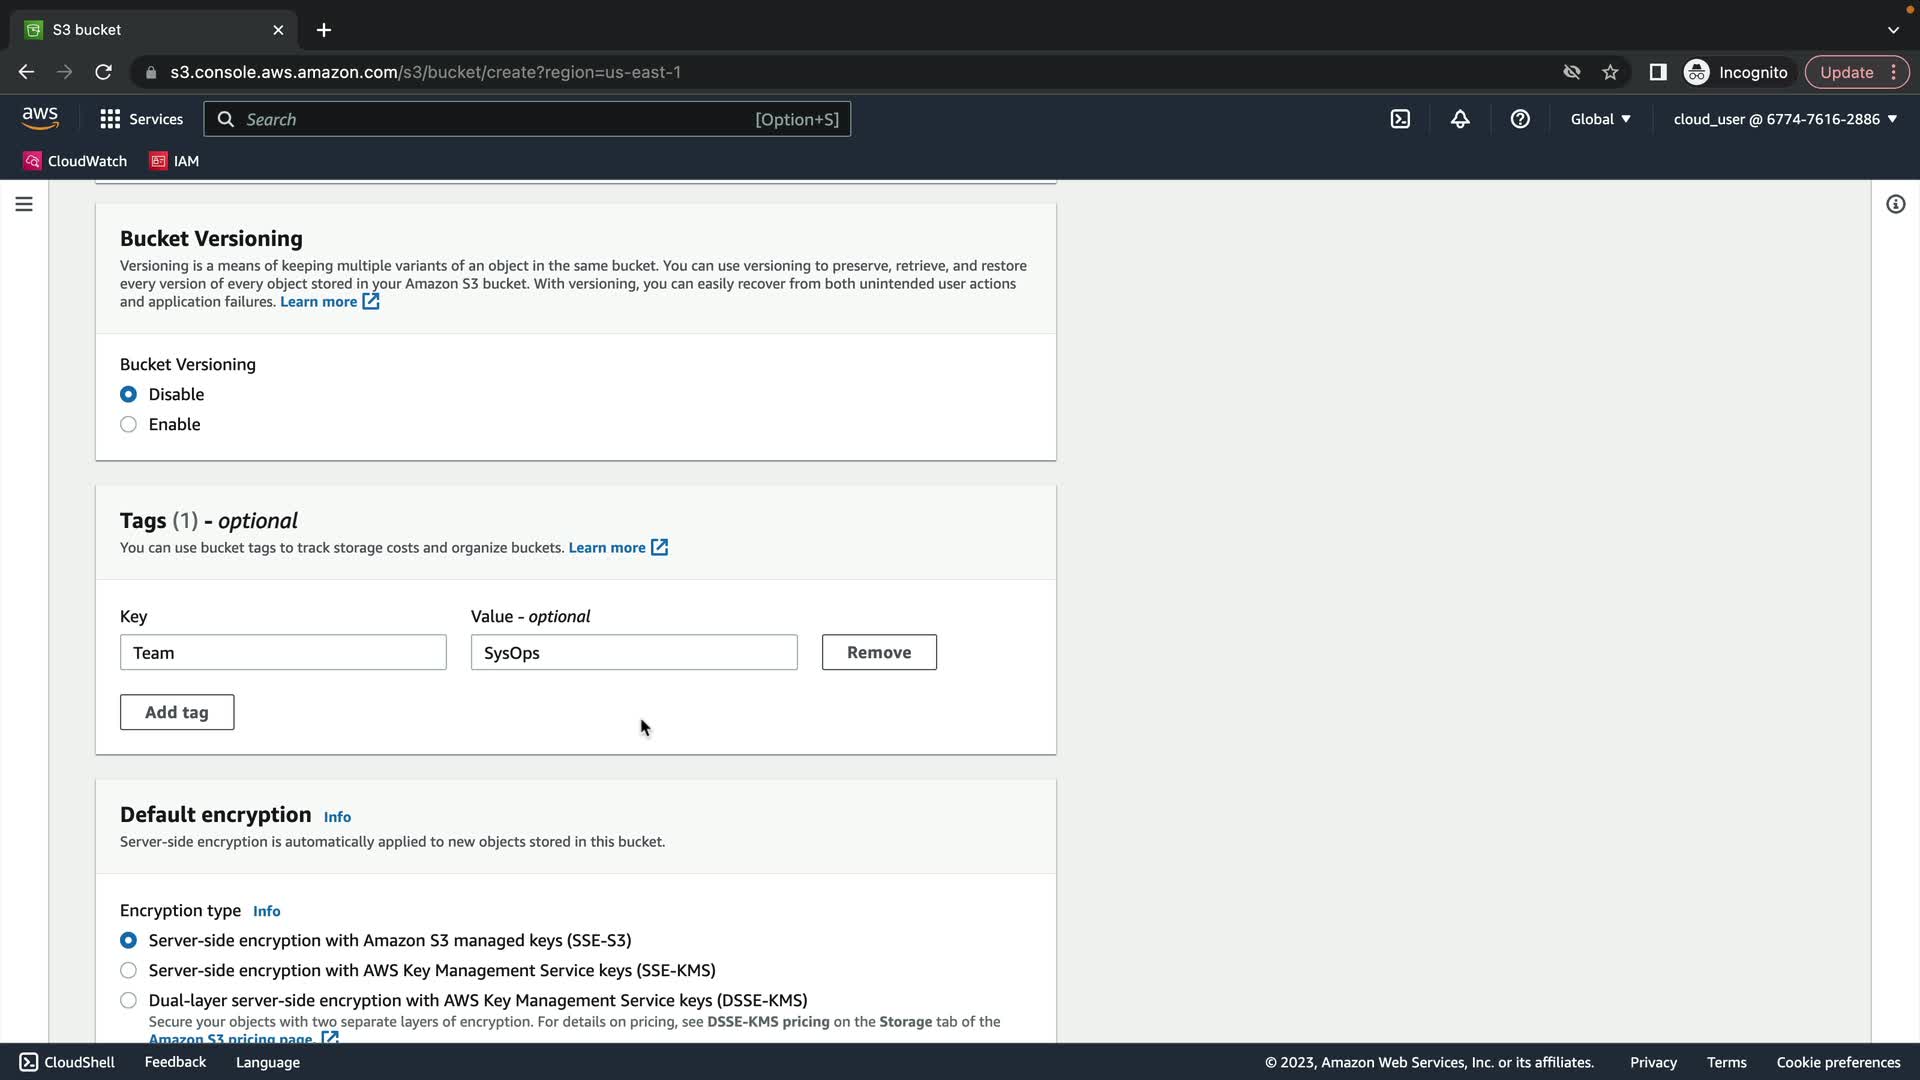 S3 bucket
s3.console.aws.amazon.com/s3/bucket/create?region=us-east-1
Incognito
Update
aws
Services
Search
[Option+S]
Global
cloud_user @ 6774-7616-2886
CloudWatch
IAM
Bucket Versioning
Versioning is a means of keeping multiple variants of an object in the same bucket. You can use versioning to preserve, retrieve, and restore
every version of every object stored in your Amazon S3 bucket. With versioning, you can easily recover from both unintended user actions
and application failures. Learn more
Bucket Versioning
Disable
Enable
Tags (1) - optional
You can use bucket tags to track storage costs and organize buckets. Learn more
Key
Value - optional
Team
SysOps
Remove
Add tag
Default encryption Info
Server-side encryption is automatically applied to new objects stored in this bucket.
Encryption type Info
Server-side encryption with Amazon S3 managed keys (SSE-S3)
Server-side encryption with AWS Key Management Service keys (SSE-KMS)
Dual-layer server-side encryption with AWS Key Management Service keys (DSSE-KMS)
Secure your objects with two separate layers of encryption. For details on pricing, see DSSE-KMS pricing on the Storage tab of the
Amazon S3 pricing page.
CloudShell
Feedback
Language
© 2023, Amazon Web Services, Inc. or its affiliates.
Privacy
Terms
Cookie preferences